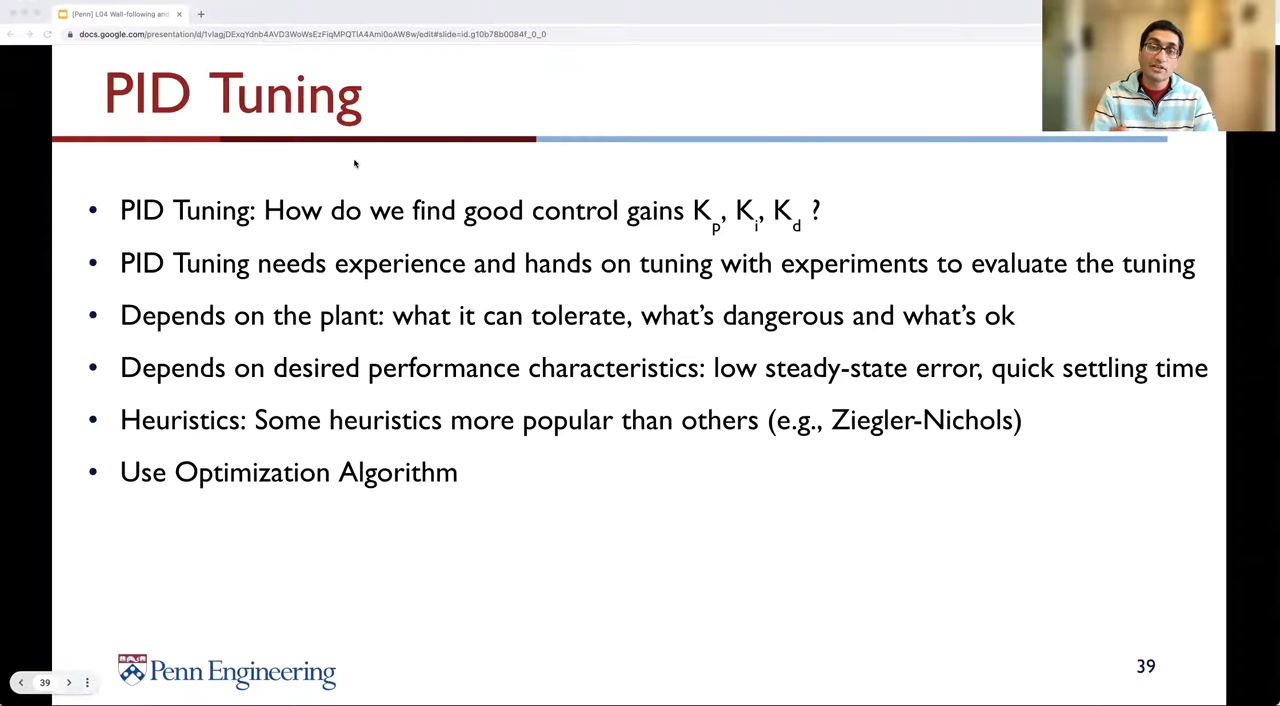 [Penn] L04 Wall-following and
docs.google.com/presentation/d/1vlagjDExqYdnb4AVD3WoWsEzFiqMPQTlA4Ami0oAW8w/edit#slide=id.g10b78b0084f_0_0
PID Tuning
• PID Tuning: How do we find good control gains Kp, Ki, Kd ?
• PID Tuning needs experience and hands on tuning with experiments to evaluate the tuning
• Depends on the plant: what it can tolerate, what's dangerous and what's ok
• Depends on desired performance characteristics: low steady-state error, quick settling time
• Heuristics: Some heuristics more popular than others (e.g., Ziegler-Nichols)
• Use Optimization Algorithm
Penn Engineering
39
39